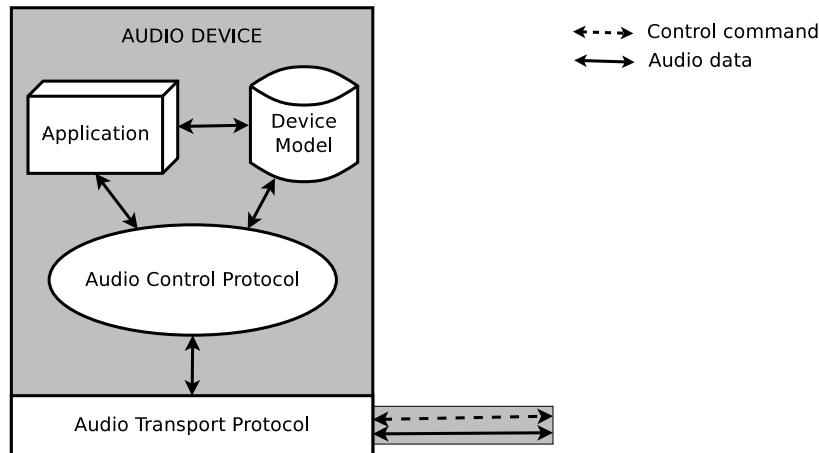 AUDIO DEVICE
Control command
Audio data
Application
Device
Model
Audio Control Protocol
Audio Transport Protocol